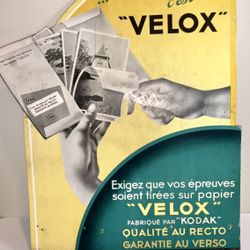 c'est
"VELOX"
Exigez que vos épreuves
soient tirées sur papier
"VELOX"
FABRIQUÉ PAR "KODAK"
QUALITÉ AU RECTO
GARANTIE AU VERSO